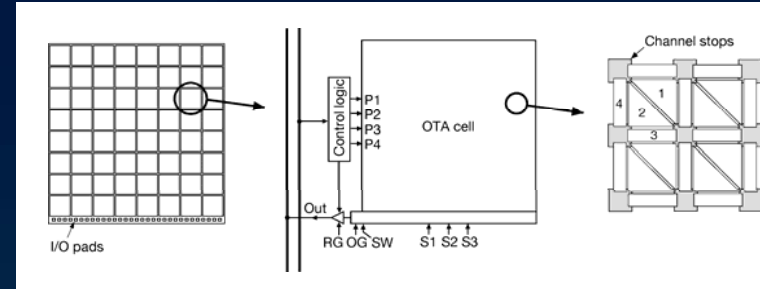 I/O pads
Control logic
P1
P2
P3
P4
OTA cell
Out
RG OG SW
S1 S2 S3
Channel stops
1
2
3
4